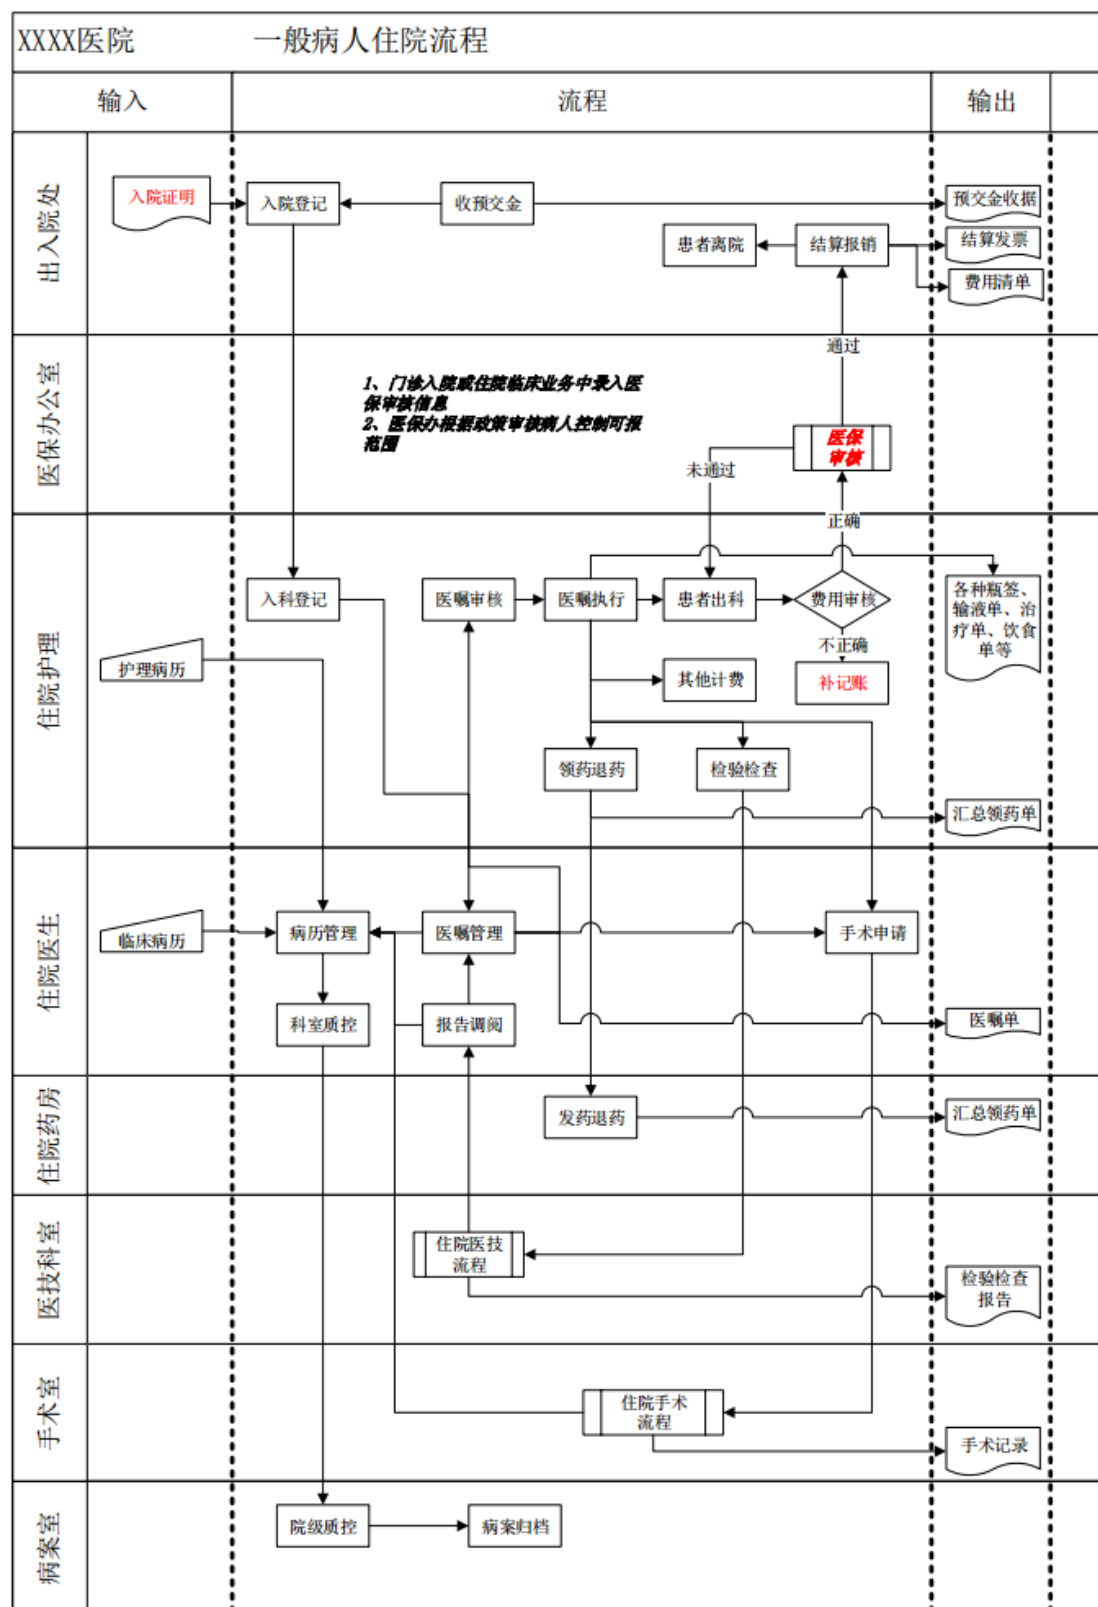 XXXX医院 一般病人住院流程
输入 流程 输出
出入院处
入院证明 入院登记 收预交金 预交金收据
患者离院 结算报销 结算发票
费用清单
通过
医保办公室
1、门诊入院或住院临床业务中录入医
保审核信息
2、医保办根据政策审核病人控制可报
范围
医保
审核
未通过
正确
住院护理
入科登记 医嘱审核 医嘱执行 患者出科 费用审核
各种瓶签、
输液单、治
疗单、饮食
单等
不正确
护理病历 其他计费 补记账
领药退药 检验检查
汇总领药单
住院医生
临床病历 病历管理 医嘱管理 手术申请
科室质控 报告调阅 医嘱单
住院药房
发药退药 汇总领药单
医技科室
住院医技
流程
检验检查
报告
手术室
住院手术
流程
手术记录
病案室
院级质控 病案归档